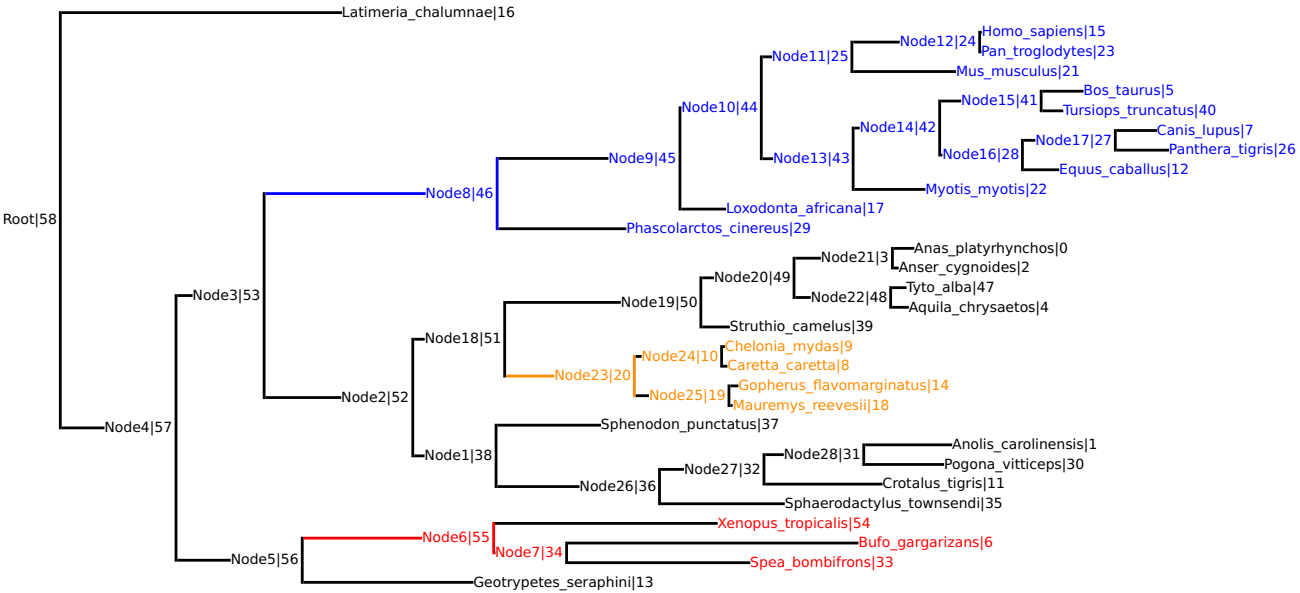 Latimeria_chalumnae|16
Homo_sapiens|15
Node12|24
Pan_troglodytes|23
Node11|25
Mus_musculus|21
Bos_taurus|5
Node15|41
Node10|44
Tursiops_truncatus|40
Node14|42
Canis_lupus|7
Node17|27
Panthera_tigris|26
Node16|28
Node9|45
Node13|43
Equus_caballus|12
Myotis_myotis|22
Node8|46
Loxodonta_africana|17
Root|58
Phascolarctos_cinereus|29
Anas_platyrhynchos|0
Node21|3
Anser_cygnoides|2
Node20|49
Tyto_alba|47
Node3|53
Node22|48
Node19|50
Aquila_chrysaetos|4
Struthio_camelus|39
Node18|51
Chelonia_mydas|9
Node24|10
Caretta_caretta|8
Node23|20
Gopherus_flavomarginatus|14
Node25|19
Node2|52
Mauremys_reevesii|18
Sphenodon_punctatus|37
Node4|57
Anolis_carolinensis|1
Node28|31
Node1|38
Pogona_vitticeps|30
Node27|32
Crotalus_tigris|11
Node26|36
Sphaerodactylus_townsendi|35
Xenopus_tropicalis|54
Node6|55
Bufo_gargarizans|6
Node7|34
Node5|56
Spea_bombifrons|33
Geotrypetes_seraphini|13